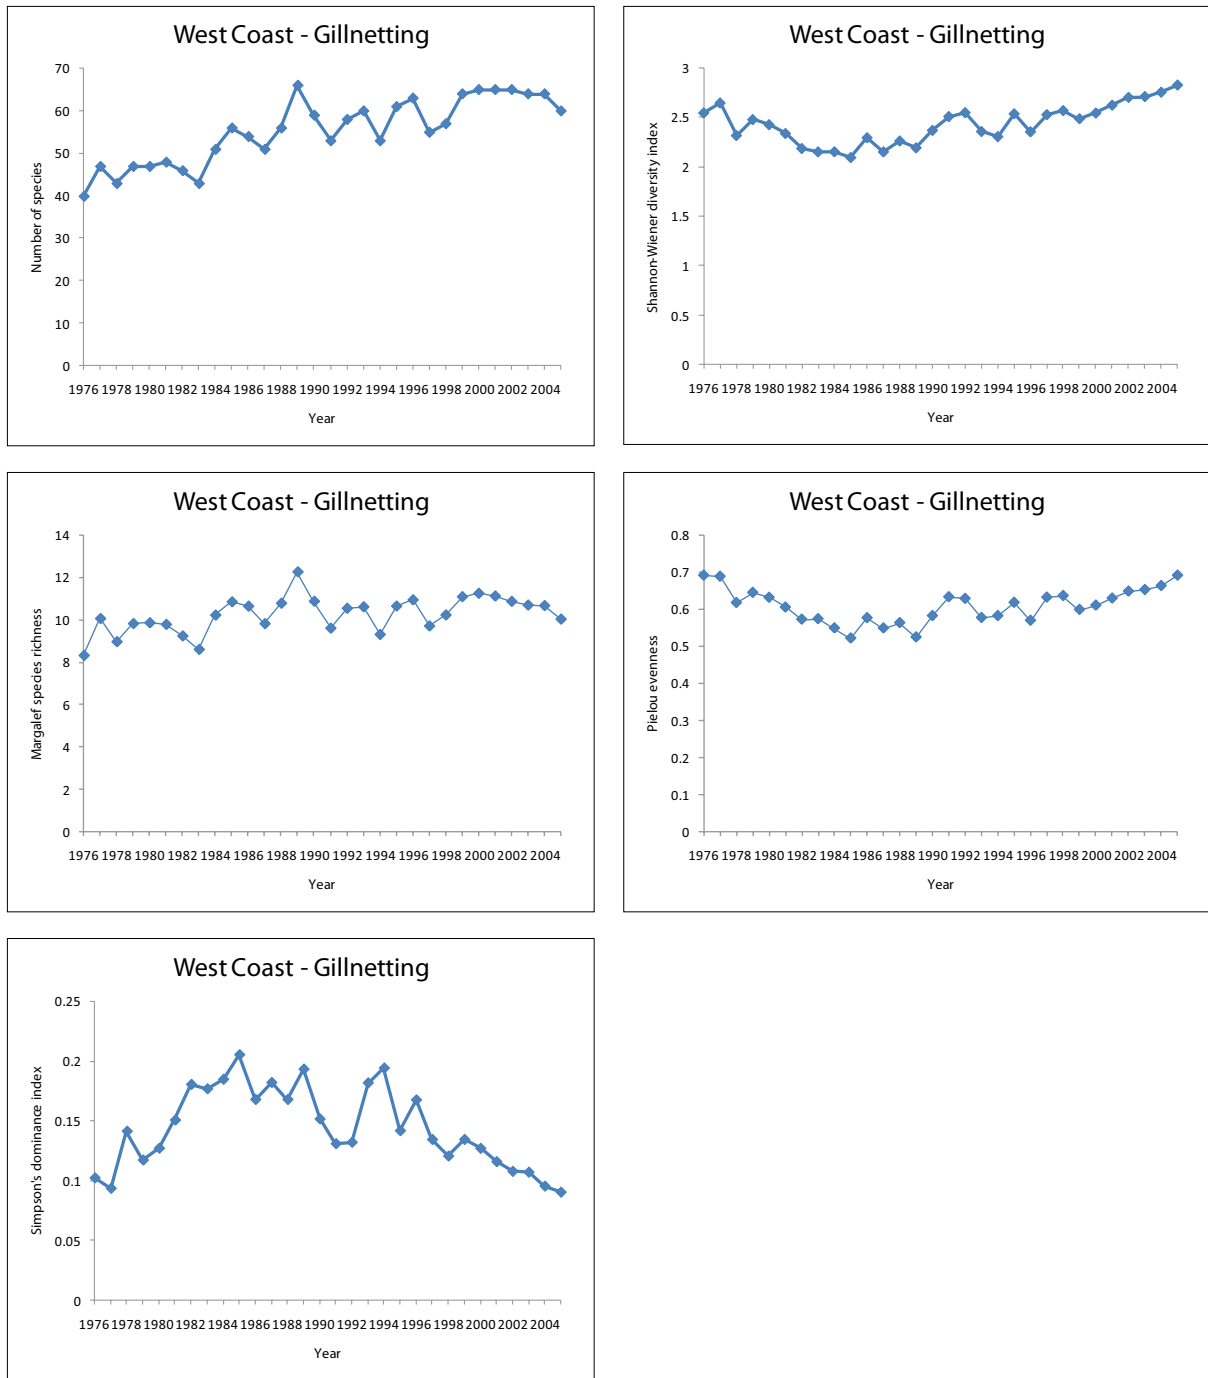 West Coast - Gillnetting
70
60
50
40
30
20
10
0
Number of species
1976 1978 1980 1982 1984 1986 1988 1990 1992 1994 1996 1998 2000 2002 2004
Year
West Coast - Gillnetting
3
2.5
2
1.5
1
0.5
0
Shannon-Wiener diversity index
1976 1978 1980 1982 1984 1986 1988 1990 1992 1994 1996 1998 2000 2002 2004
Year
West Coast - Gillnetting
14
12
10
8
6
4
2
0
Margalef species richness
1976 1978 1980 1982 1984 1986 1988 1990 1992 1994 1996 1998 2000 2002 2004
Year
West Coast - Gillnetting
0.8
0.7
0.6
0.5
0.4
0.3
0.2
0.1
0
Pielou evenness
1976 1978 1980 1982 1984 1986 1988 1990 1992 1994 1996 1998 2000 2002 2004
Year
West Coast - Gillnetting
0.25
0.2
0.15
0.1
0.05
0
Simpson's dominance index
1976 1978 1980 1982 1984 1986 1988 1990 1992 1994 1996 1998 2000 2002 2004
Year